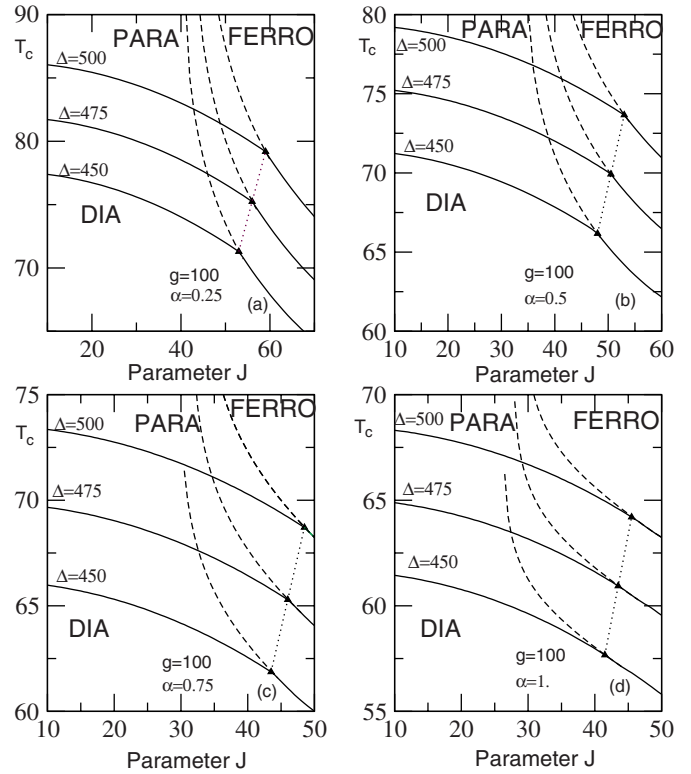 90
T_c
PARA
FERRO
Δ=500
80
Δ=475
Δ=450
DIA
70
g=100
α=0.25
(a)
20
40
60
Parameter J
80
T_c
PARA
FERRO
Δ=500
75
Δ=475
70
Δ=450
DIA
65
g=100
α=0.5
(b)
60
10
20
30
40
50
60
Parameter J
75
T_c
PARA
FERRO
Δ=500
70
Δ=475
Δ=450
65
DIA
g=100
α=0.75
(c)
60
10
20
30
40
50
Parameter J
70
T_c
PARA
FERRO
Δ=500
65
Δ=475
Δ=450
60
DIA
g=100
α=1.
(d)
55
10
20
30
40
50
Parameter J